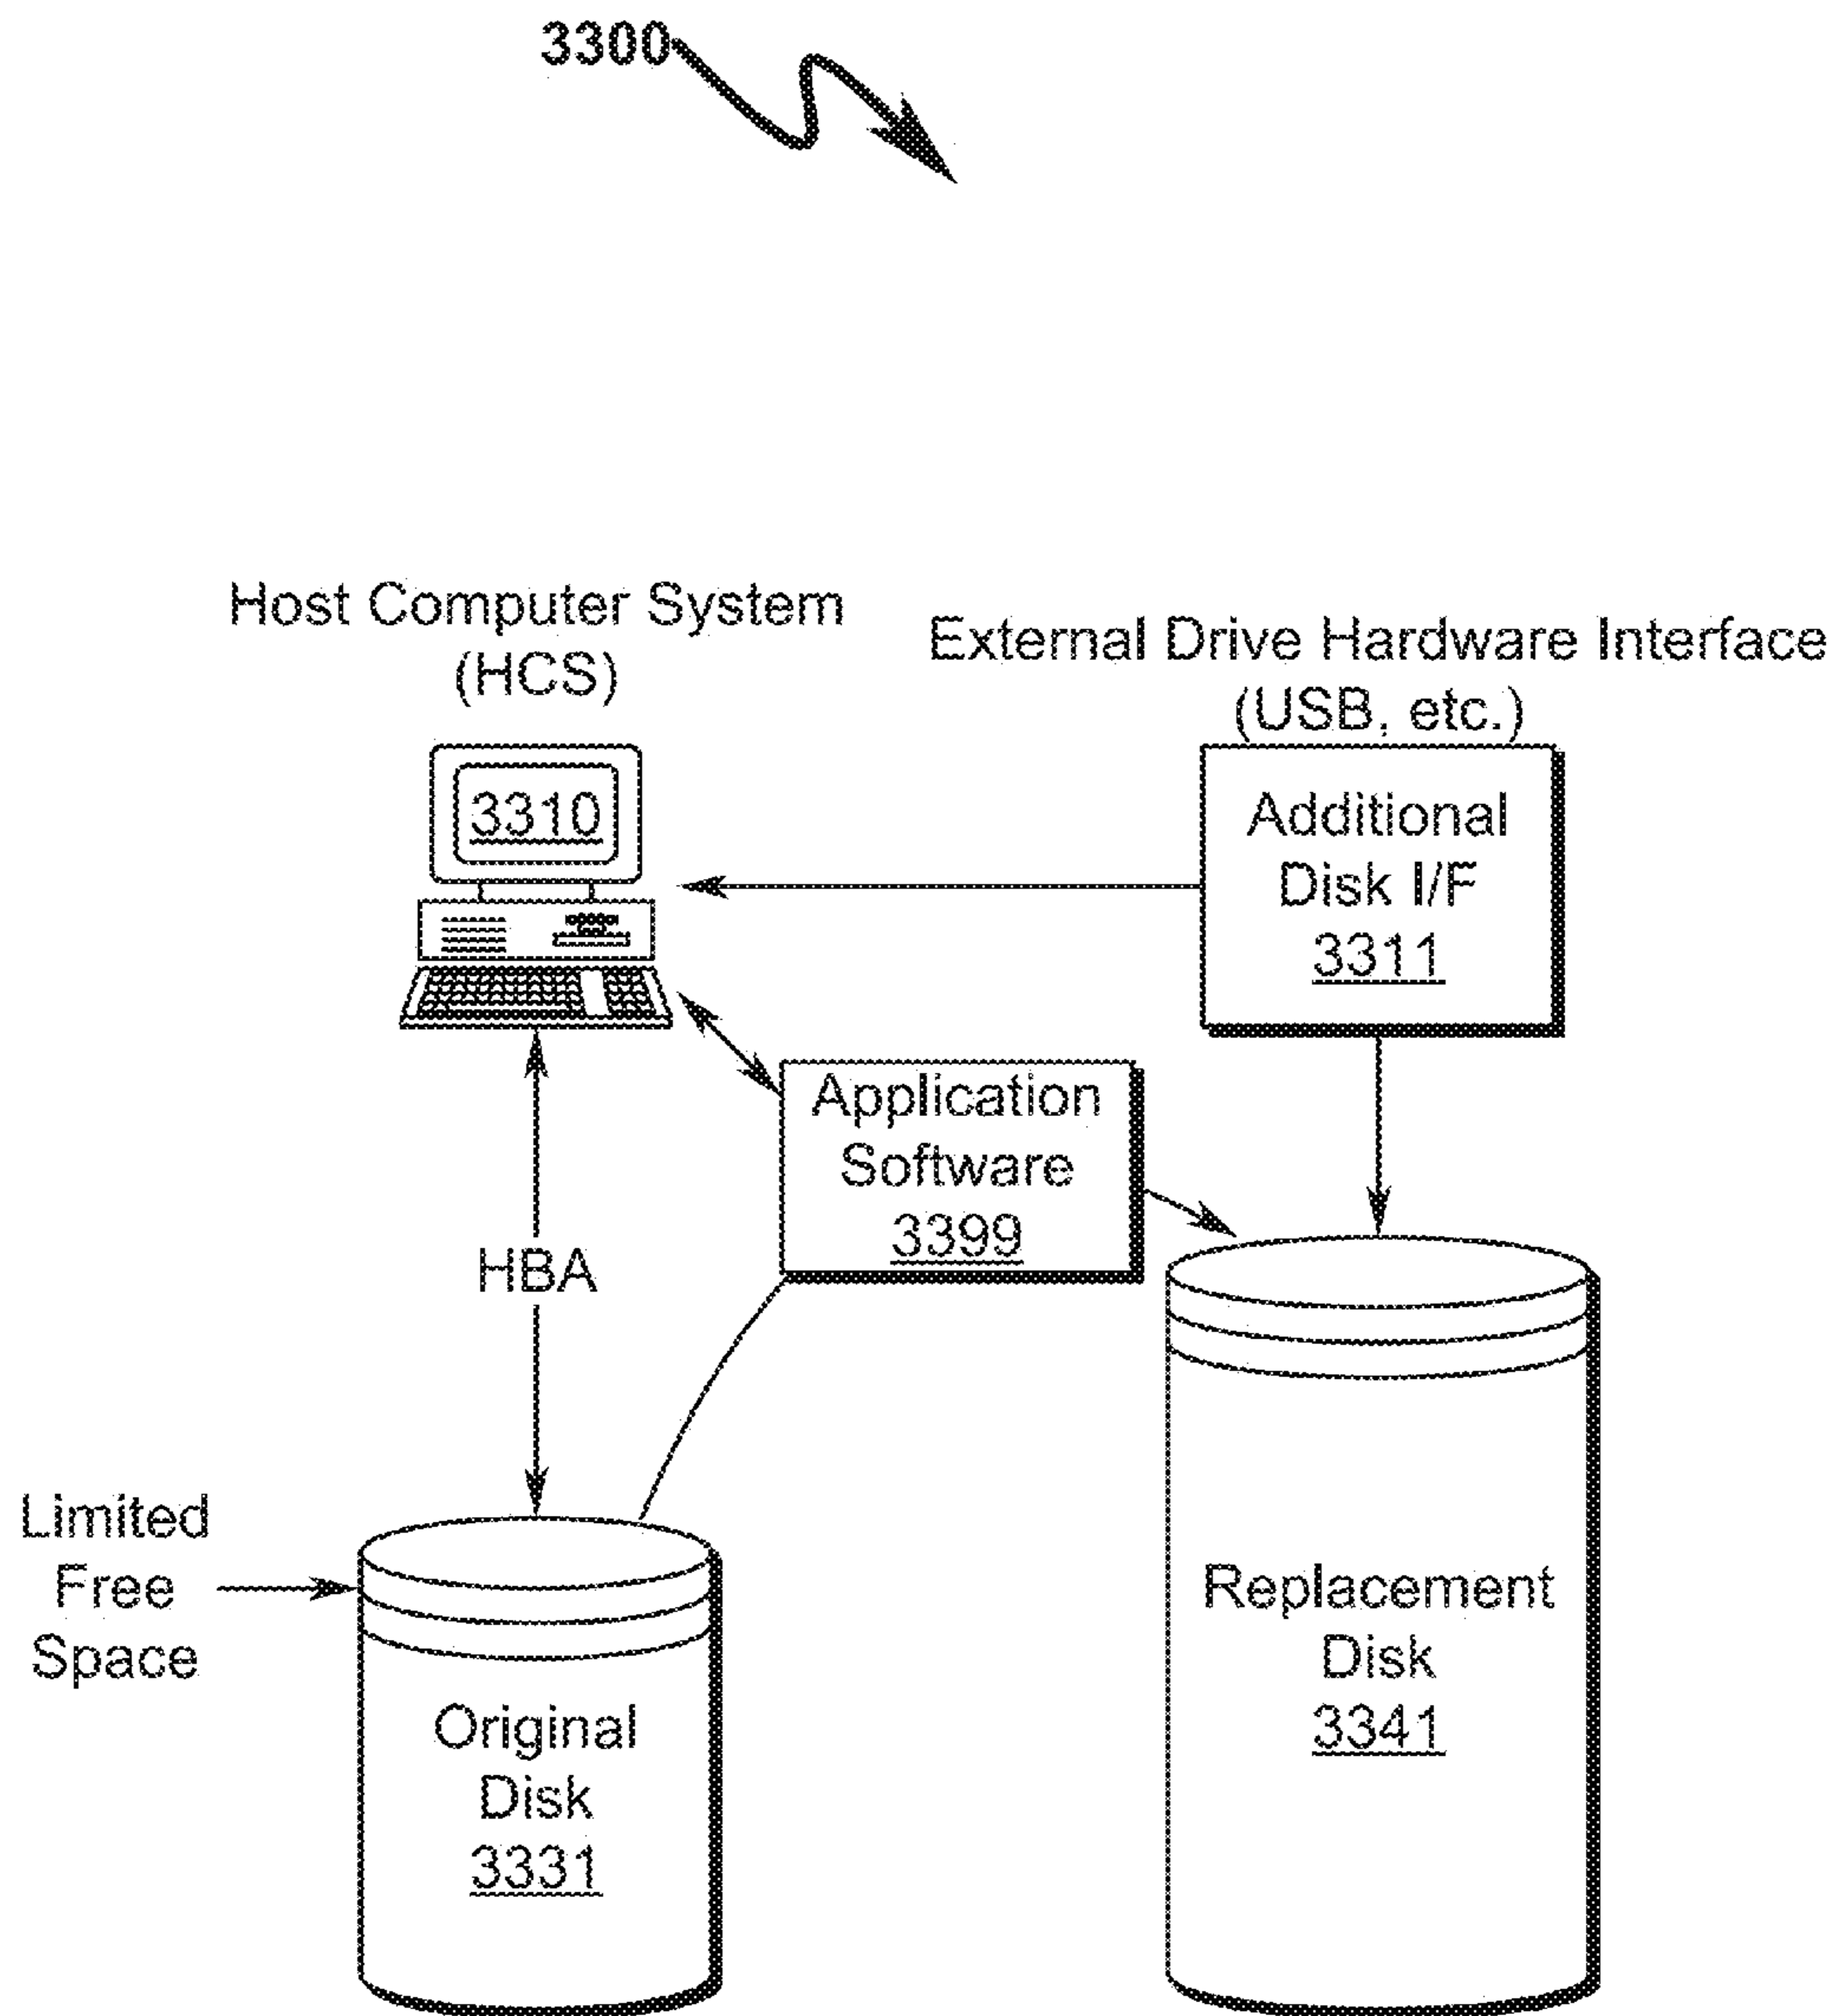 3300
Host Computer System
(HCS)
External Drive Hardware Interface
(USB, etc.)
3310
Additional
Disk I/F
3311
Application
Software
3399
HBA
Limited
Free
Space
Original
Disk
3331
Replacement
Disk
3341